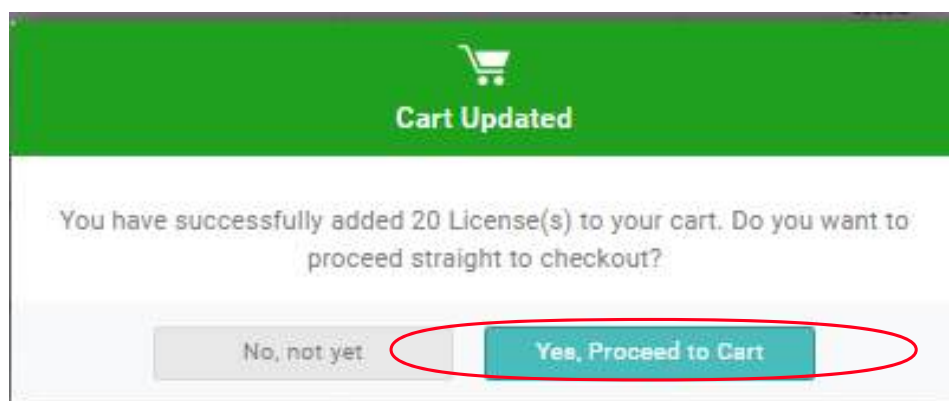 Cart Updated
You have successfully added 20 License(s) to your cart. Do you want to
proceed straight to checkout?
No, not yet
Yes, Proceed to Cart